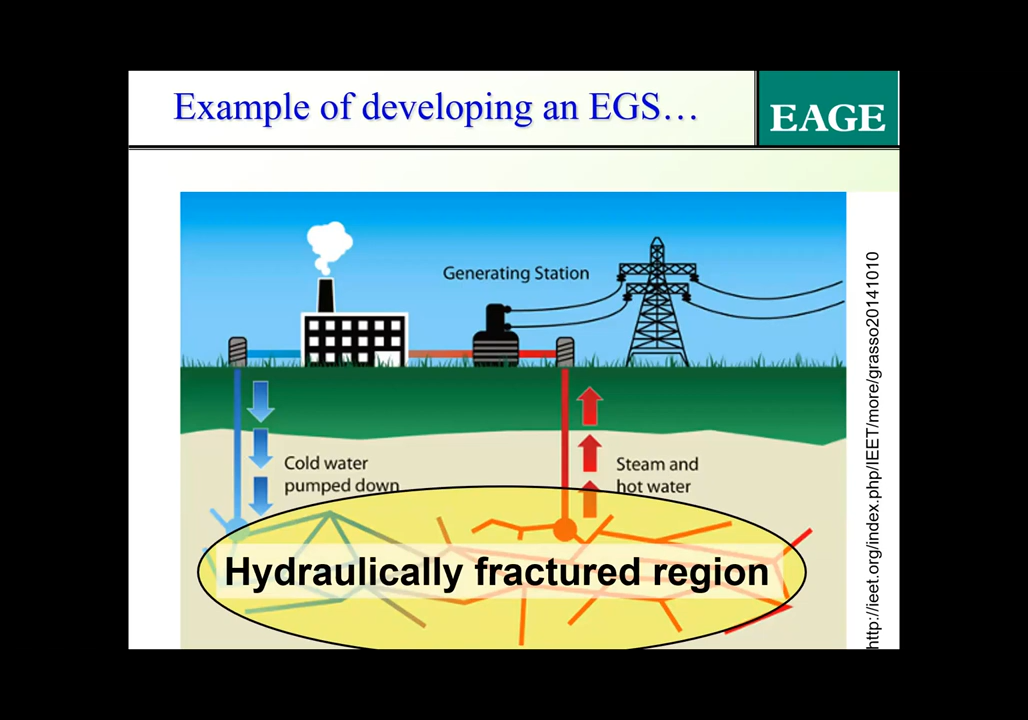 Example of developing an EGS…
EAGE
Generating Station
Cold water
pumped down
Steam and
hot water
Hydraulically fractured region
http://ieet.org/index.php/IEET/more/grasso20141010